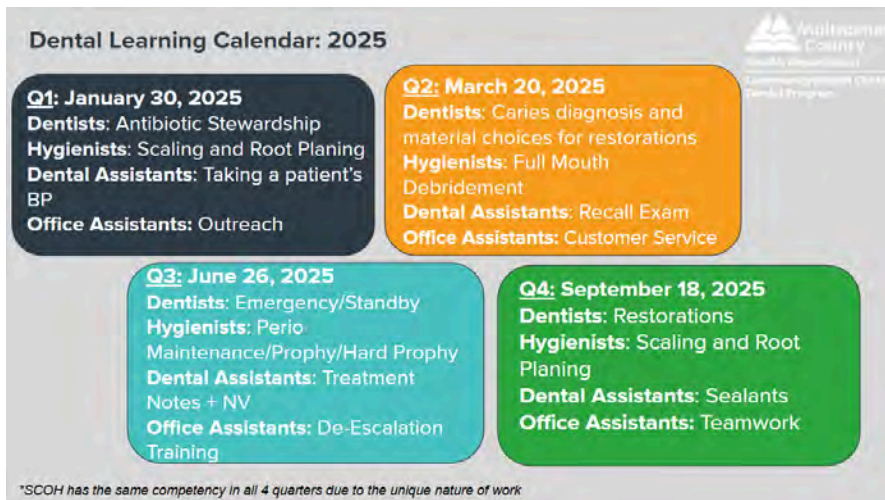 Dental Learning Calendar: 2025
Multnomah
County
Q1: January 30, 2025
Dentists: Antibiotic Stewardship
Hygienists: Scaling and Root Planing
Dental Assistants: Taking a patient's
BP
Office Assistants: Outreach
Q2: March 20, 2025
Dentists: Caries diagnosis and
material choices for restorations
Hygienists: Full Mouth
Debridement
Dental Assistants: Recall Exam
Office Assistants: Customer Service
Q3: June 26, 2025
Dentists: Emergency/Standby
Hygienists: Perio
Maintenance/Prophy/Hard Prophy
Dental Assistants: Treatment
Notes + NV
Office Assistants: De-Escalation
Training
Q4: September 18, 2025
Dentists: Restorations
Hygienists: Scaling and Root
Planing
Dental Assistants: Sealants
Office Assistants: Teamwork
*SCOH has the same competency in all 4 quarters due to the unique nature of work